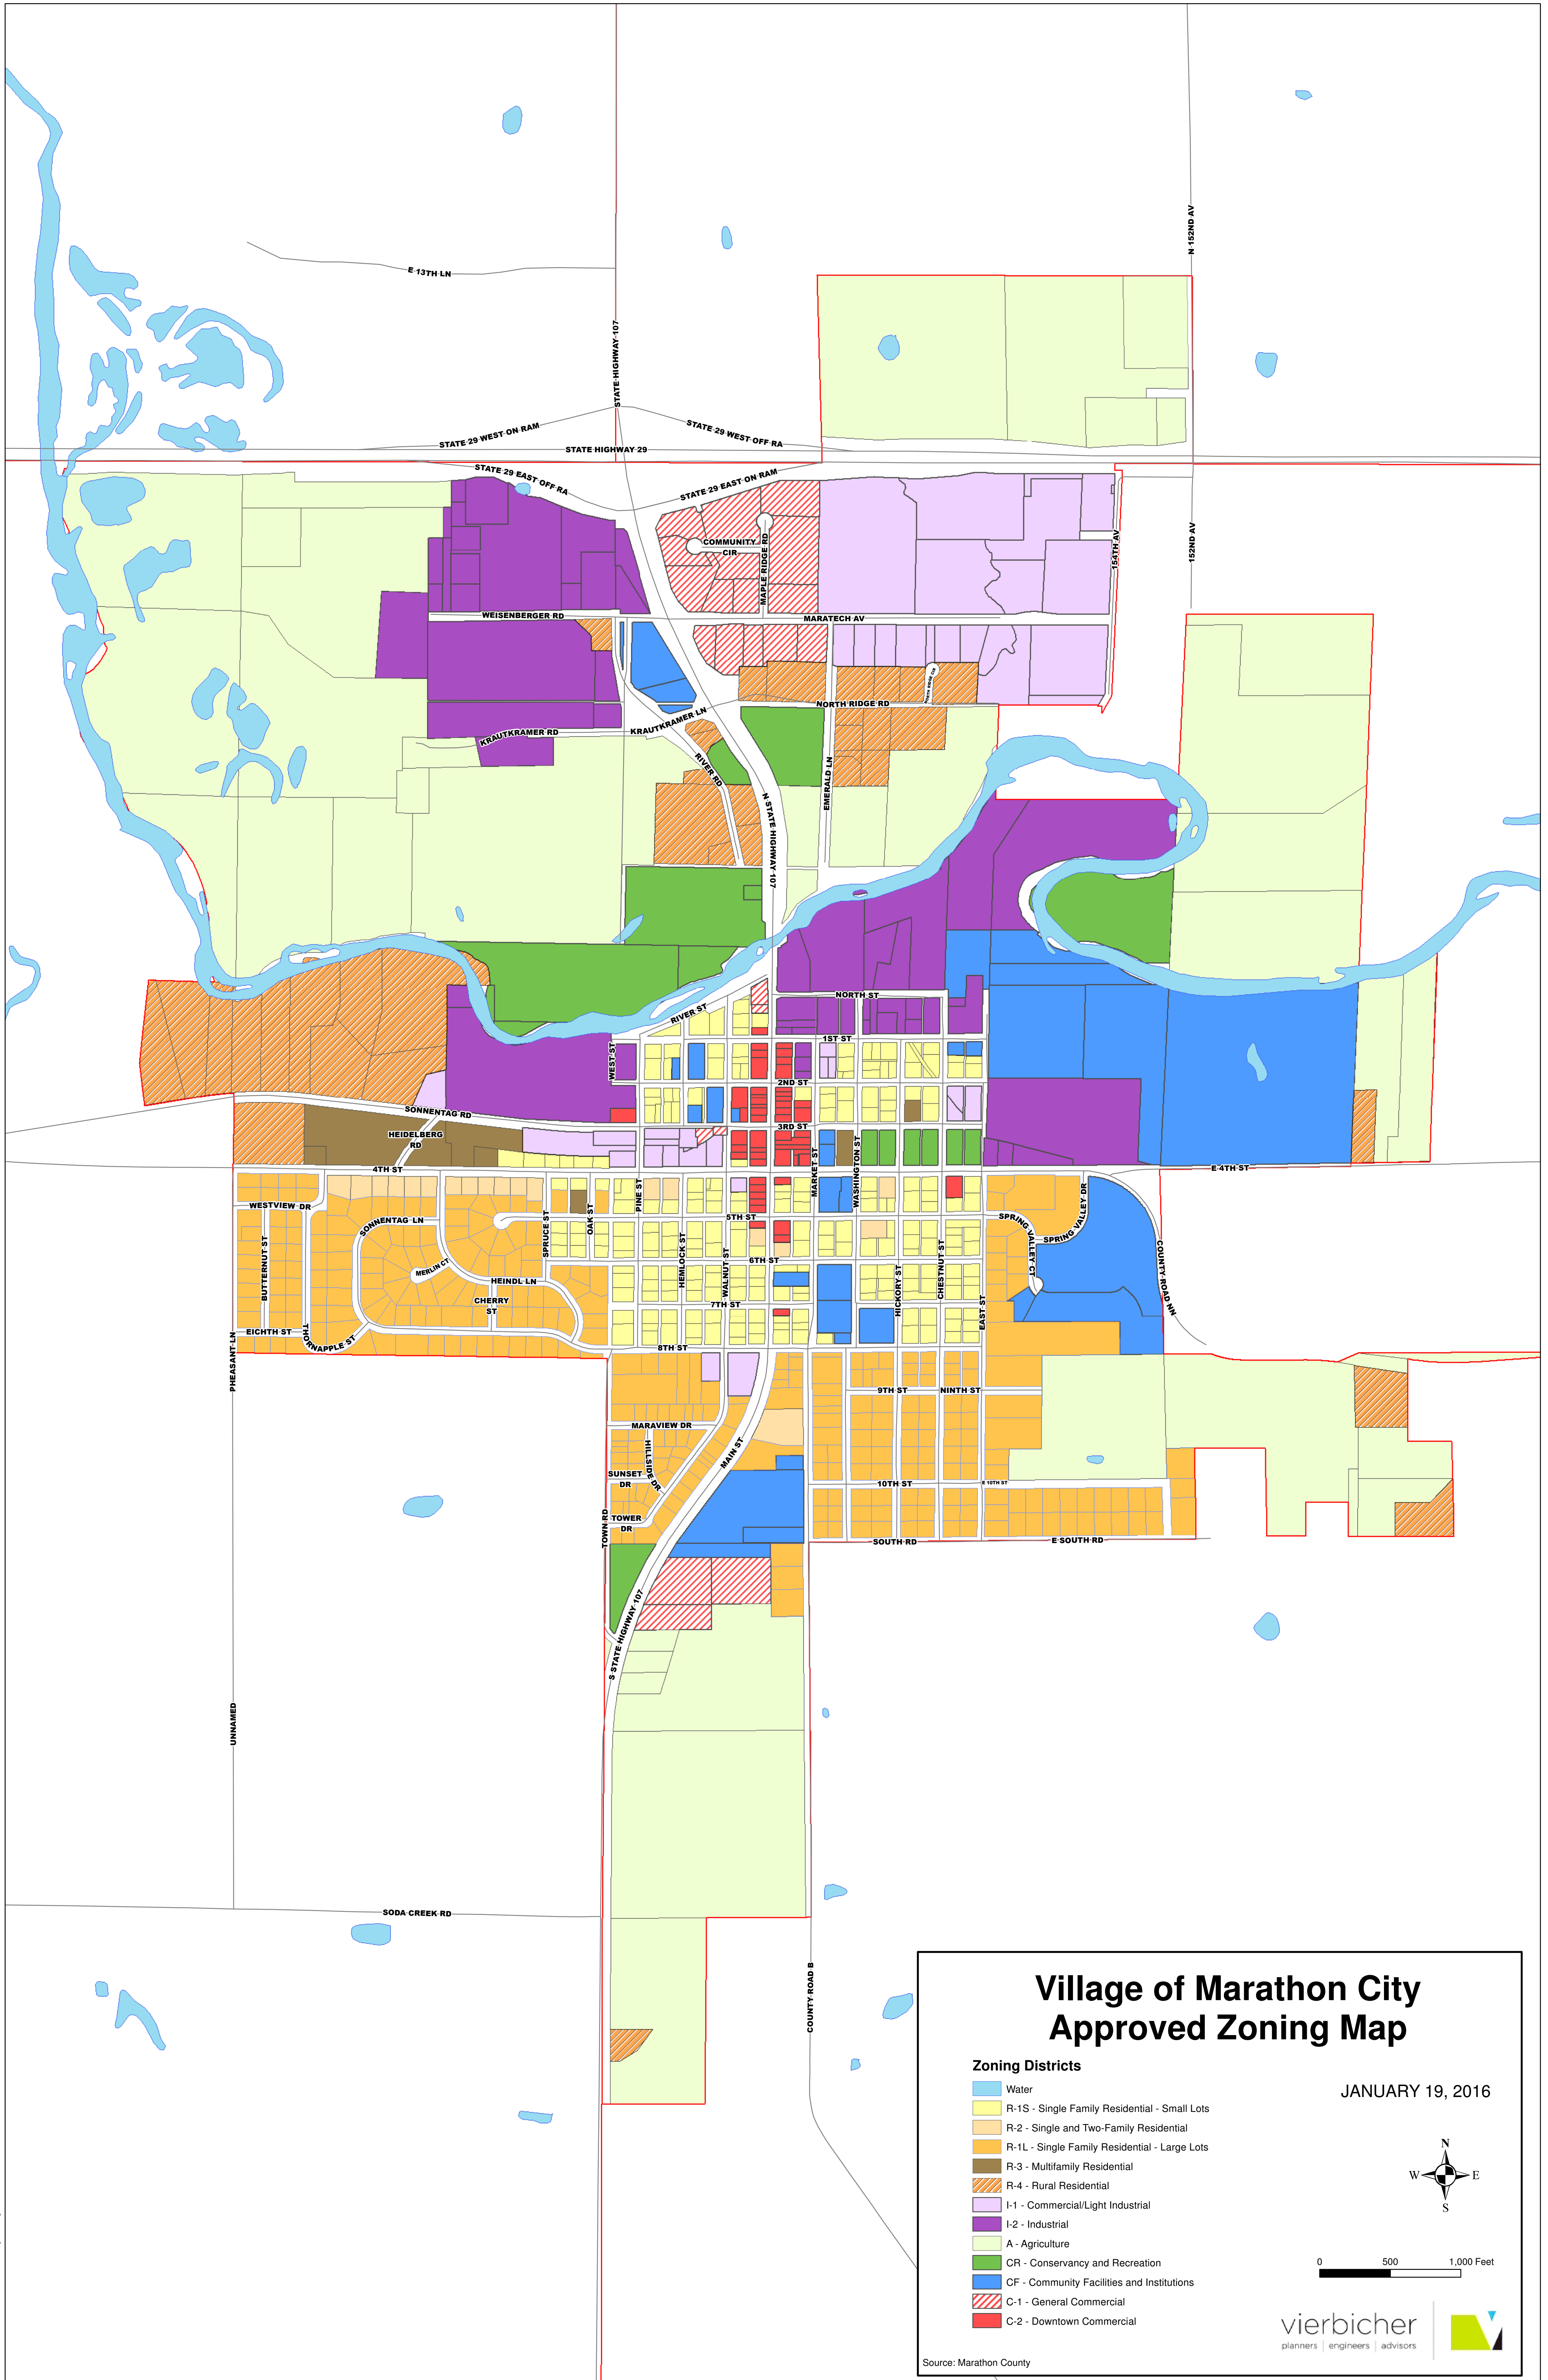 N 152ND AV
E 13TH LN
STATE HIGHWAY 107
STATE 29 WEST ON RAM
STATE 29 WEST OFF RA
STATE HIGHWAY 29
STATE 29 EAST OFF RA
STATE 29 EAST ON RAM
COMMUNITY
CIR
MAPLE RIDGE RD
154TH AV
152ND AV
WEISENBERGER RD
MARATECH AV
NORTH RIDGE CIR
NORTH RIDGE RD
KRAUTKRAMER LN
KRAUTKRAMER RD
RIVER RD
EMERALD LN
N STATE HIGHWAY 107
NORTH ST
RIVER ST
1ST ST
WEST ST
2ND ST
SONNENTAG RD
3RD ST
HEIDELBERG
RD
MARKET ST
WASHINGTON ST
4TH ST
E 4TH ST
WESTVIEW DR
PINE ST
OAK ST
SPRUCE ST
SONNENTAG LN
5TH ST
SPRING VALLEY DR
SPRING VALLEY DR
SPRING VALLEY CT
BUTTERNUT ST
HEMLOCK ST
WALNUT ST
6TH ST
CHESTNUT ST
COUNTY ROAD NN
MERLIN CT
HEINDL LN
CHERRY
ST
7TH ST
HICKORY ST
EAST ST
EICHTH ST
THORNAPPLE ST
8TH ST
PHEASANT LN
9TH ST
NINTH ST
MARAVIEW DR
HILLSIDE DR
MAIN ST
SUNSET
DR
10TH ST
E 10TH ST
TOWER
DR
TOWN RD
SOUTH RD
E SOUTH RD
S STATE HIGHWAY 107
UNNAMED
SODA CREEK RD
COUNTY ROAD B
Village of Marathon City
Approved Zoning Map
Zoning Districts
JANUARY 19, 2016
Water
R-1S - Single Family Residential - Small Lots
R-2 - Single and Two-Family Residential
R-1L - Single Family Residential - Large Lots
R-3 - Multifamily Residential
R-4 - Rural Residential
I-1 - Commercial/Light Industrial
I-2 - Industrial
A - Agriculture
CR - Conservancy and Recreation
CF - Community Facilities and Institutions
C-1 - General Commercial
C-2 - Downtown Commercial
N
W E
S
0 500 1,000 Feet
vierbicher
planners | engineers | advisors
Source: Marathon County